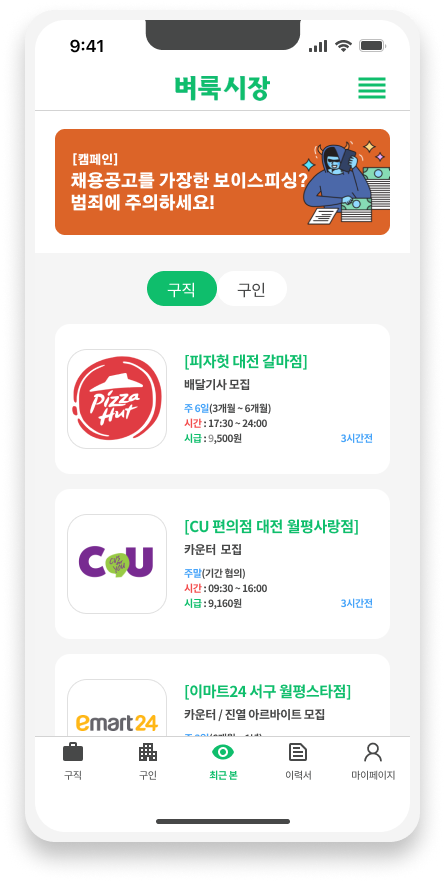 9:41
벼룩시장
[캠페인]
채용공고를 가장한 보이스피싱?
범죄에 주의하세요!
구직 구인
Pizza
Hut
[피자헛 대전 갈마점]
배달기사 모집
주 6일(3개월 ~ 6개월)
시간 : 17:30 ~ 24:00
시급 : 9,500원 3시간전
CU
[CU 편의점 대전 월평사랑점]
카운터 모집
주말(기간 협의)
시간 : 09:30 ~ 16:00
시급 : 9,160원 3시간전
emart24
[이마트24 서구 월평스타점]
카운터 / 진열 아르바이트 모집
구직 구인 최근 본 이력서 마이페이지